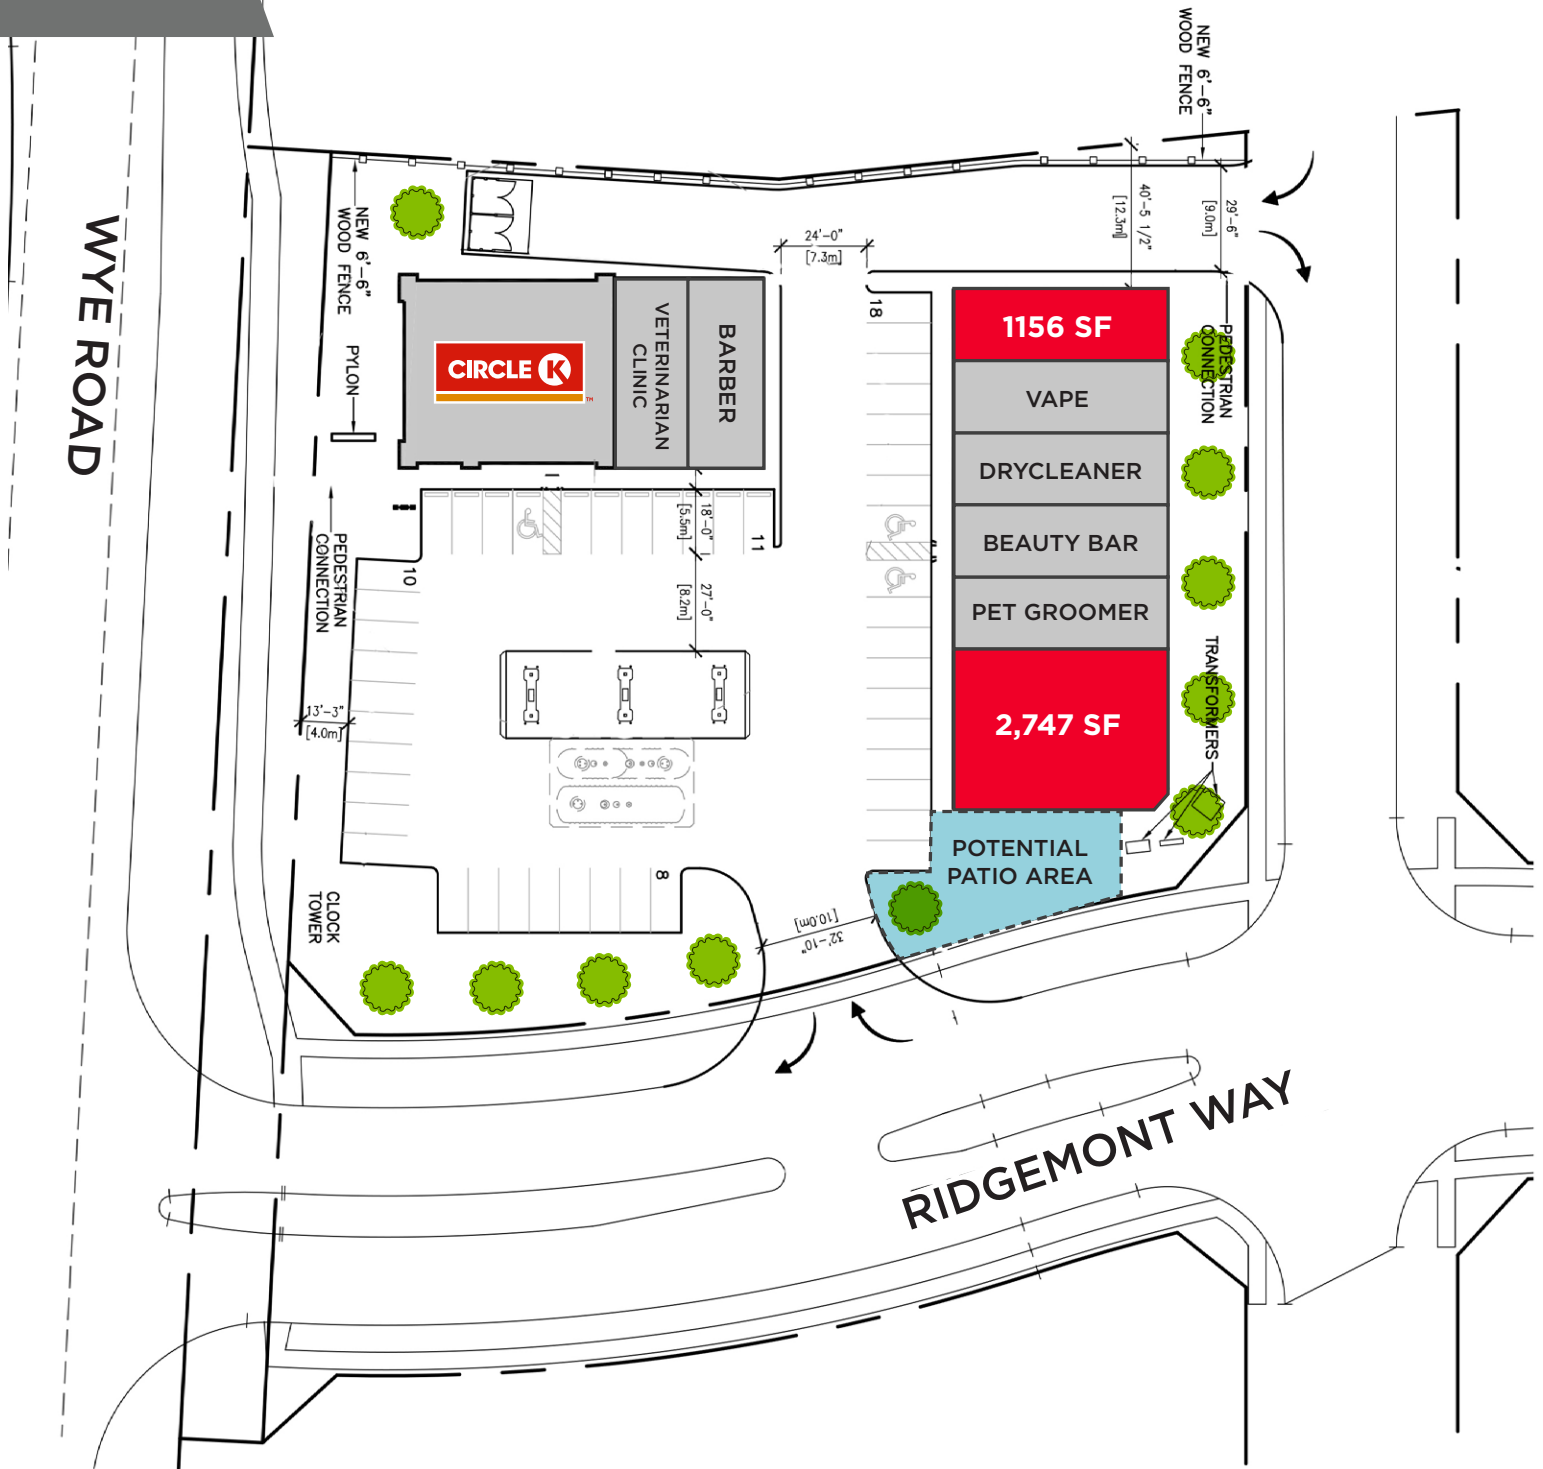 NEW 6'-6"
WOOD FENCE
29'-6"
[9.0m]
40'-5 1/2"
[12.3m]
24'-0"
[7.3m]
NEW 6'-6"
WOOD FENCE
WYE ROAD
PYLON
CIRCLE K
TM
VETERINARIAN
CLINIC
BARBER
18
1156 SF
VAPE
DRYCLEANER
BEAUTY BAR
PET GROOMER
2,747 SF
PEDESTRIAN
CONNECTION
TRANSFORMERS
POTENTIAL
PATIO AREA
18'-0"
[5.5m]
11
10
27'-0"
[8.2m]
PEDESTRIAN
CONNECTION
13'-3"
[4.0m]
8
CLOCK
TOWER
32'-10"
[10.0m]
RIDGEMONT WAY